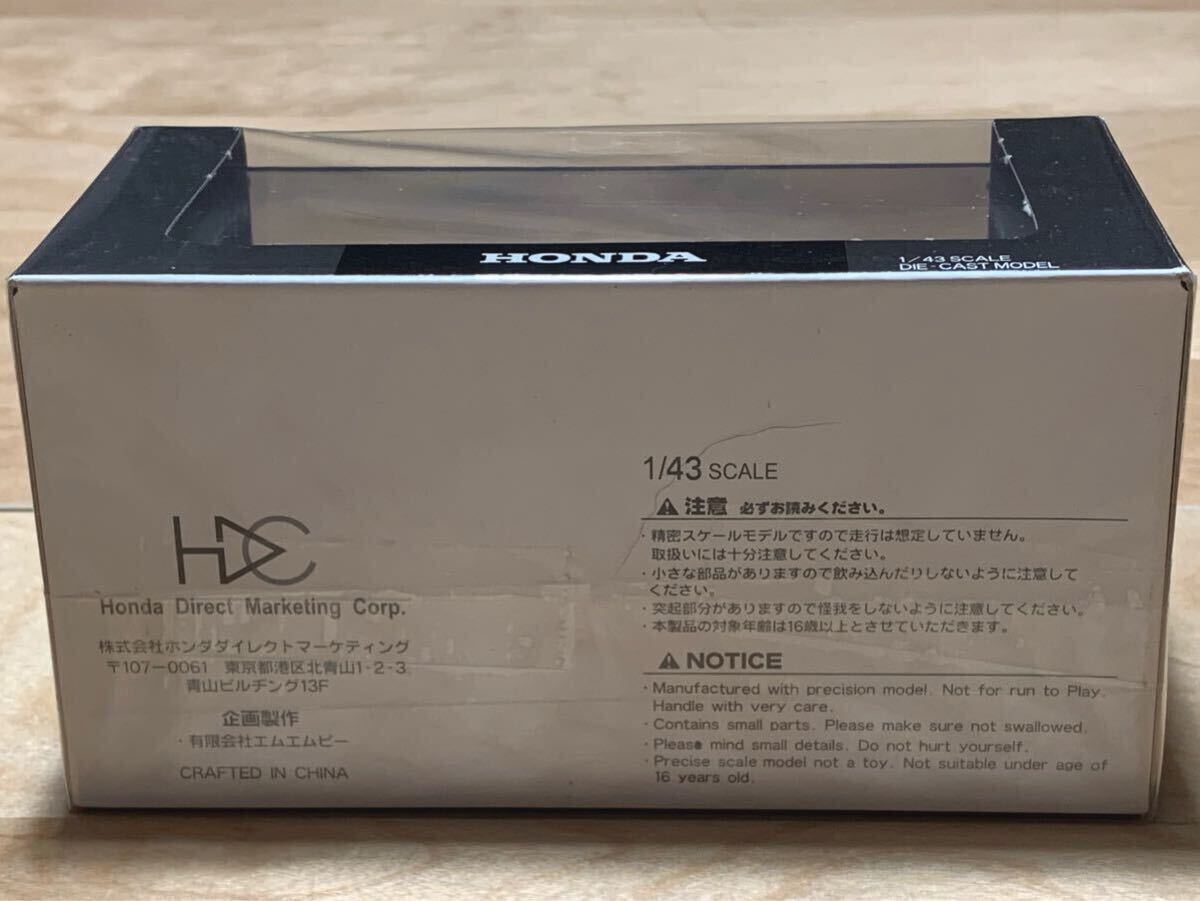 HONDA
1/43 SCALE
DIE-CAST MODEL
HDC
Honda Direct Marketing Corp.
株式会社ホンダダイレクトマーケティング
〒107-0061 東京都港区北青山1-2-3
青山ビルヂング13F
企画製作
・有限会社エムエムピー
CRAFTED IN CHINA
1/43 SCALE
⚠ 注意 必ずお読みください。
・精密スケールモデルですので走行は想定していません。
取扱いには十分注意してください。
・小さな部品がありますので飲み込んだりしないように注意して
ください。
・突起部分がありますので怪我をしないように注意してください。
・本製品の対象年齢は16歳以上とさせていただきます。
⚠ NOTICE
・Manufactured with precision model. Not for run to Play.
Handle with very care.
・Contains small parts. Please make sure not swallowed.
・Please mind small details. Do not hurt yourself.
・Precise scale model not a toy. Not suitable under age of
16 years old.